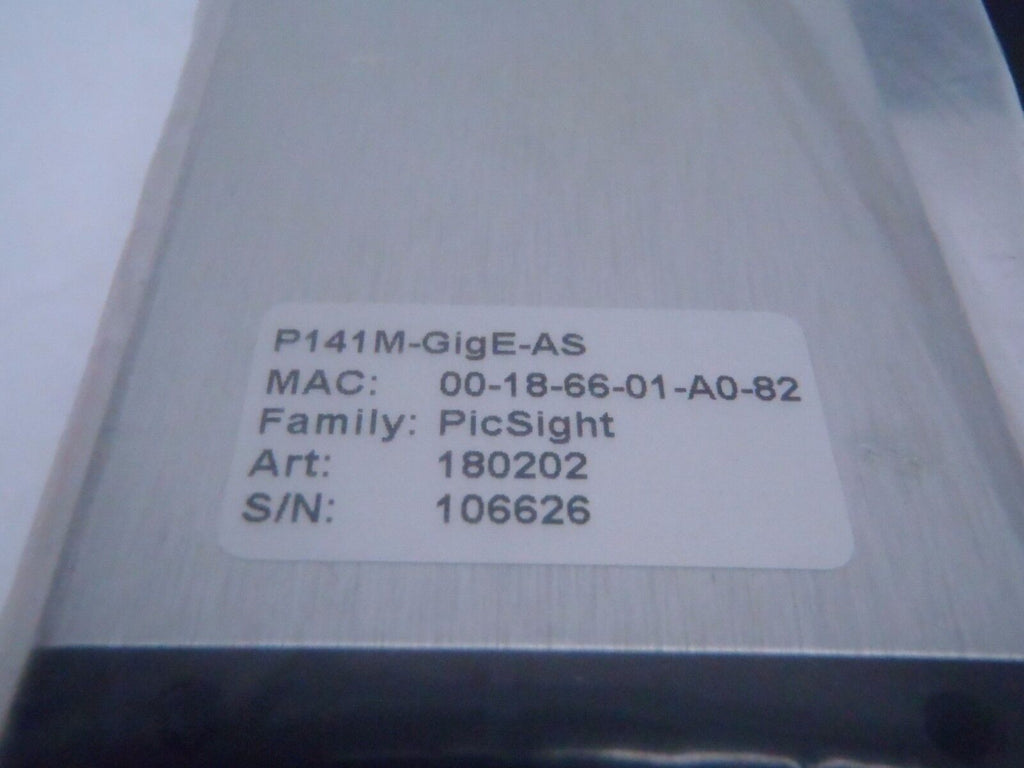 P141M-GigE-AS
MAC: 00-18-66-01-A0-82
Family: PicSight
Art: 180202
S/N: 106626